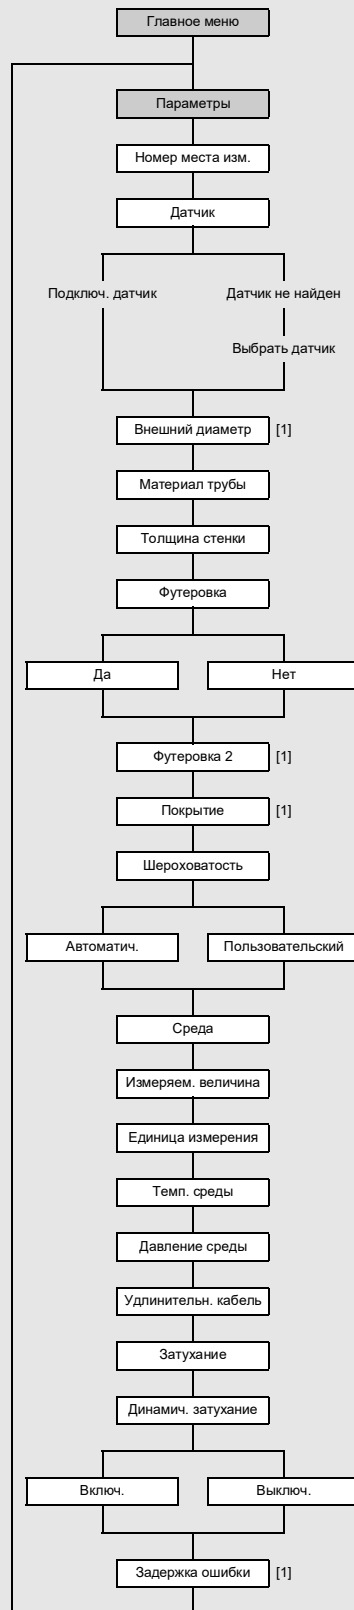 Главное меню
Параметры
Номер места изм.
Датчик
Подключ. датчик
Датчик не найден
Выбрать датчик
Внешний диаметр [1]
Материал трубы
Толщина стенки
Футеровка
Да
Нет
Футеровка 2 [1]
Покрытие [1]
Шероховатость
Автоматич.
Пользовательский
Среда
Измеряем. величина
Единица измерения
Темп. среды
Давление среды
Удлинительн. кабель
Затухание
Динамич. затухание
Включ.
Выключ.
Задержка ошибки [1]